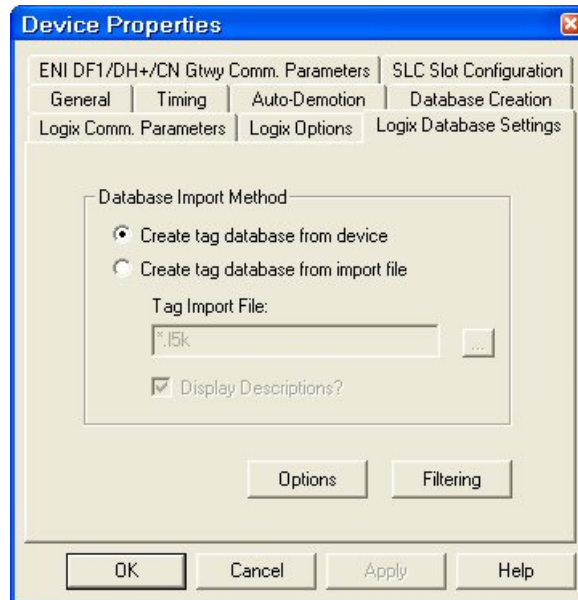 Device Properties
ENI DF1/DH+/CN Gtwy Comm. Parameters SLC Slot Configuration
General Timing Auto-Demotion Database Creation
Logix Comm. Parameters Logix Options Logix Database Settings
Database Import Method
Create tag database from device
Create tag database from import file
Tag Import File:
*.l5k
...
Display Descriptions?
Options Filtering
OK Cancel Apply Help